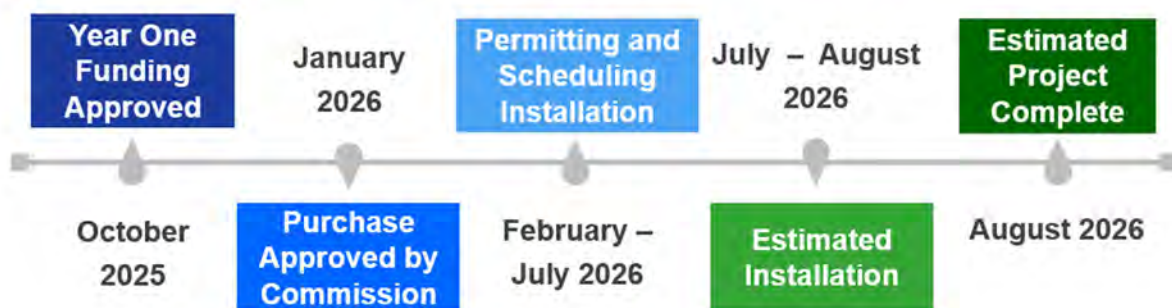 Year One
Funding
Approved
January
2026
Permitting and
Scheduling
Installation
July – August
2026
Estimated
Project
Complete
October
2025
Purchase
Approved by
Commission
February –
July 2026
Estimated
Installation
August 2026